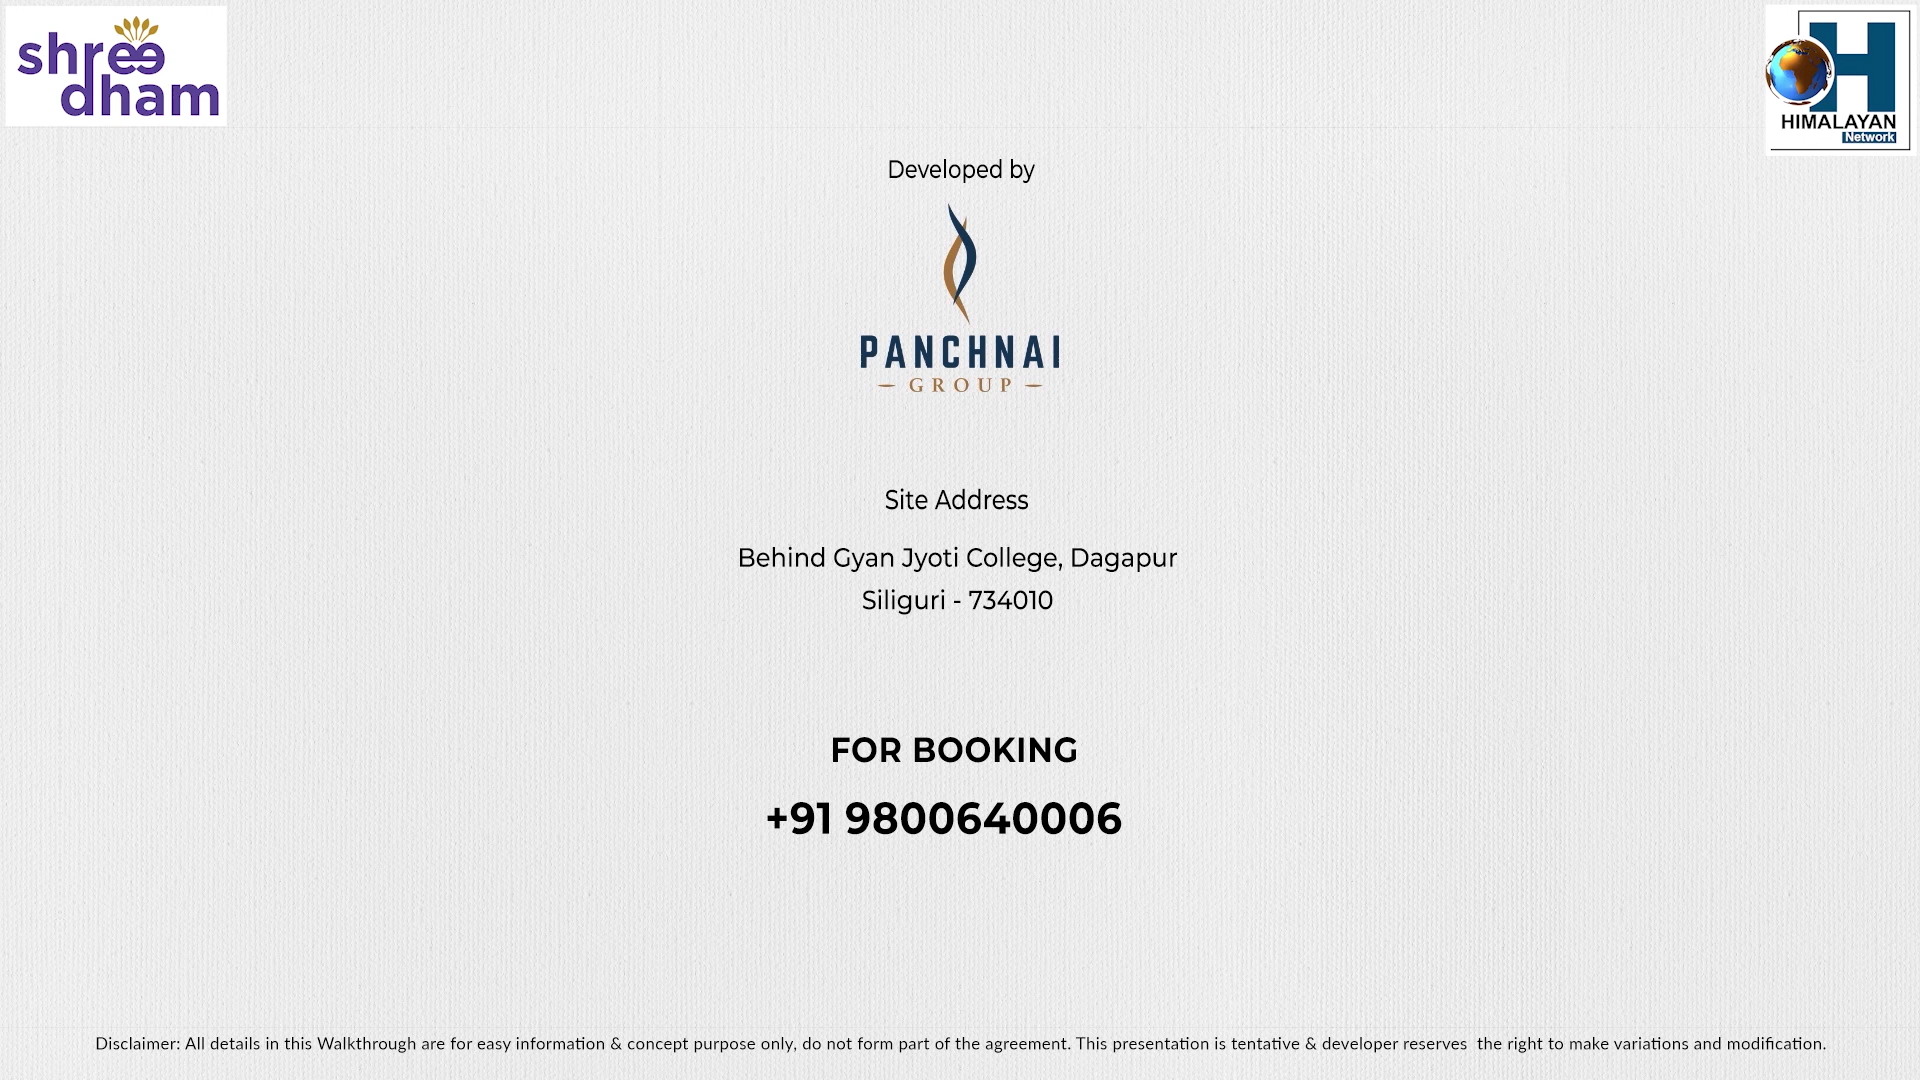 shree
dham
HIMALAYAN
Network
Developed by
PANCHNAI
GROUP
Site Address
Behind Gyan Jyoti College, Dagapur
Siliguri - 734010
FOR BOOKING
+91 9800640006
Disclaimer: All details in this Walkthrough are for easy information & concept purpose only, do not form part of the agreement. This presentation is tentative & developer reserves the right to make variations and modification.